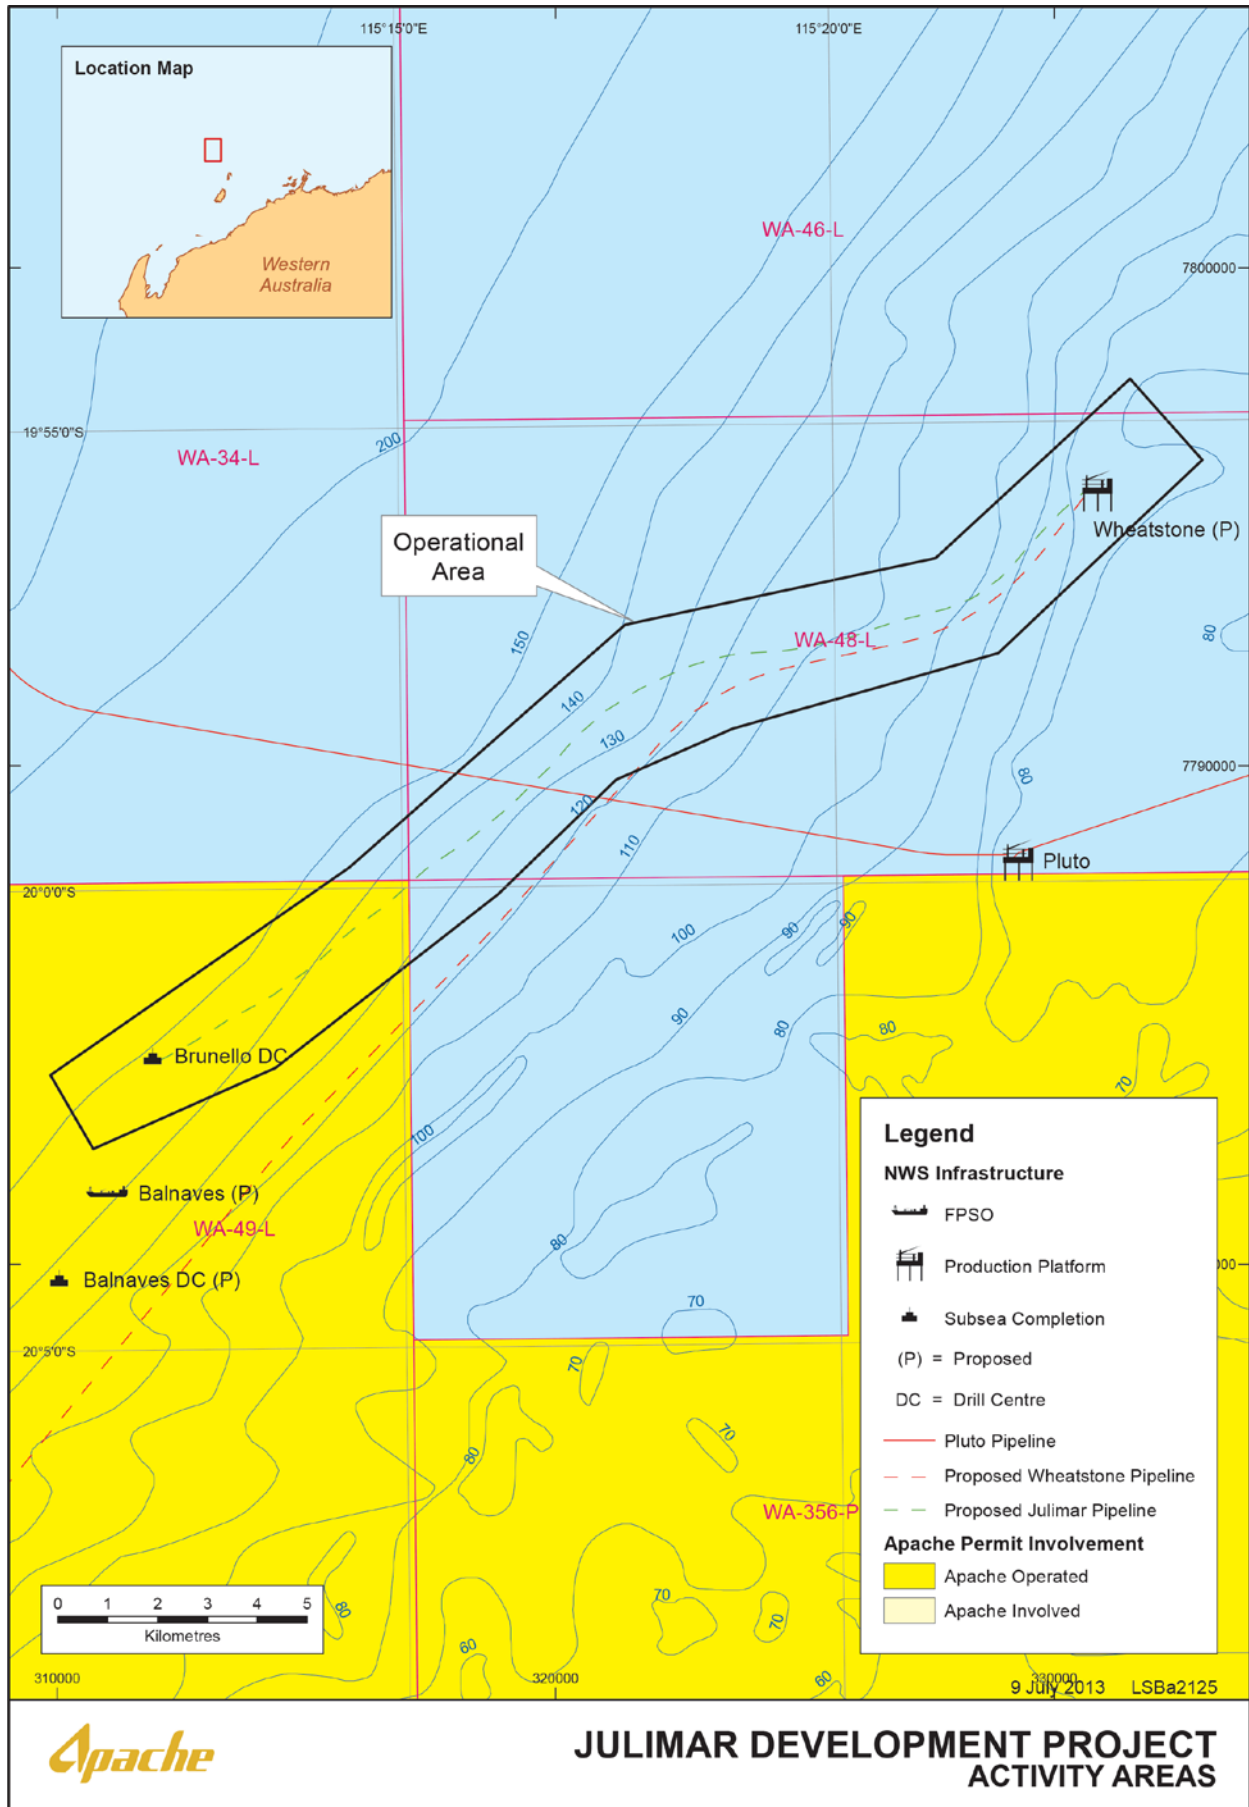 115°15'0"E
115°20'0"E
Location Map
Western
Australia
WA-46-L
7800000
19°55'0"S
200
WA-34-L
Operational
Area
Wheatstone (P)
150
WA-48-L
80
140
130
7790000
80
120
110
Pluto
20°0'0"S
100
90
90
90
80
80
Brunello DC
70
100
Balnaves (P)
WA-49-L
80
Balnaves DC (P)
70
20°5'0"S
70
70
80
WA-356-P
70
70
80
60
60
Legend
NWS Infrastructure
FPSO
Production Platform
Subsea Completion
(P) = Proposed
DC = Drill Centre
Pluto Pipeline
Proposed Wheatstone Pipeline
Proposed Julimar Pipeline
Apache Permit Involvement
Apache Operated
Apache Involved
0 1 2 3 4 5
Kilometres
310000
320000
330000
9 July 2013 LSBa2125
Apache
JULIMAR DEVELOPMENT PROJECT
ACTIVITY AREAS